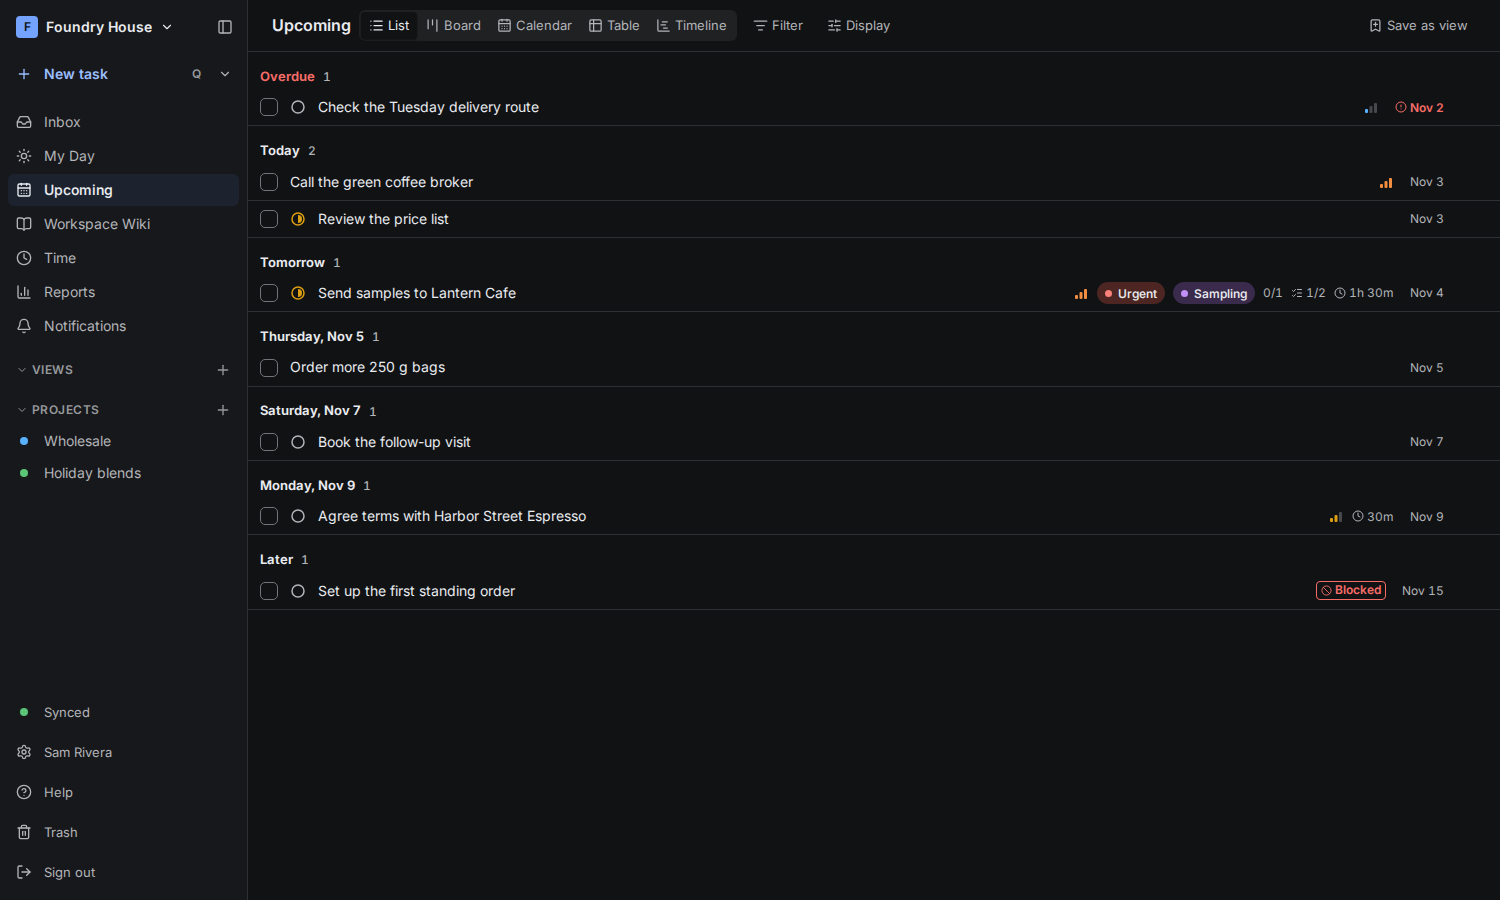 F Foundry House
New task Q
Inbox
My Day
Upcoming
Workspace Wiki
Time
Reports
Notifications
VIEWS
PROJECTS
Wholesale
Holiday blends
Synced
Sam Rivera
Help
Trash
Sign out
Upcoming List Board Calendar Table Timeline Filter Display Save as view
Overdue 1
Check the Tuesday delivery route Nov 2
Today 2
Call the green coffee broker Nov 3
Review the price list Nov 3
Tomorrow 1
Send samples to Lantern Cafe Urgent Sampling 0/1 1/2 1h 30m Nov 4
Thursday, Nov 5 1
Order more 250 g bags Nov 5
Saturday, Nov 7 1
Book the follow-up visit Nov 7
Monday, Nov 9 1
Agree terms with Harbor Street Espresso 30m Nov 9
Later 1
Set up the first standing order Blocked Nov 15